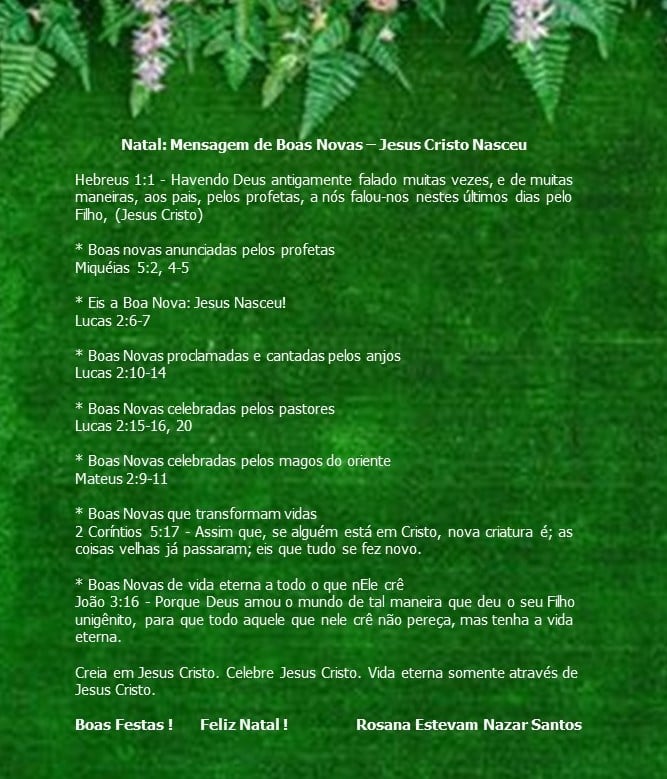 Natal: Mensagem de Boas Novas – Jesus Cristo Nasceu
Hebreus 1:1 - Havendo Deus antigamente falado muitas vezes, e de muitas
maneiras, aos pais, pelos profetas, a nós falou-nos nestes últimos dias pelo
Filho, (Jesus Cristo)
* Boas novas anunciadas pelos profetas
Miquéias 5:2, 4-5
* Eis a Boa Nova: Jesus Nasceu!
Lucas 2:6-7
* Boas Novas proclamadas e cantadas pelos anjos
Lucas 2:10-14
* Boas Novas celebradas pelos pastores
Lucas 2:15-16, 20
* Boas Novas celebradas pelos magos do oriente
Mateus 2:9-11
* Boas Novas que transformam vidas
2 Coríntios 5:17 - Assim que, se alguém está em Cristo, nova criatura é; as
coisas velhas já passaram; eis que tudo se fez novo.
* Boas Novas de vida eterna a todo o que nEle crê
João 3:16 - Porque Deus amou o mundo de tal maneira que deu o seu Filho
unigênito, para que todo aquele que nele crê não pereça, mas tenha a vida
eterna.
Creia em Jesus Cristo. Celebre Jesus Cristo. Vida eterna somente através de
Jesus Cristo.
Boas Festas ! Feliz Natal ! Rosana Estevam Nazar Santos